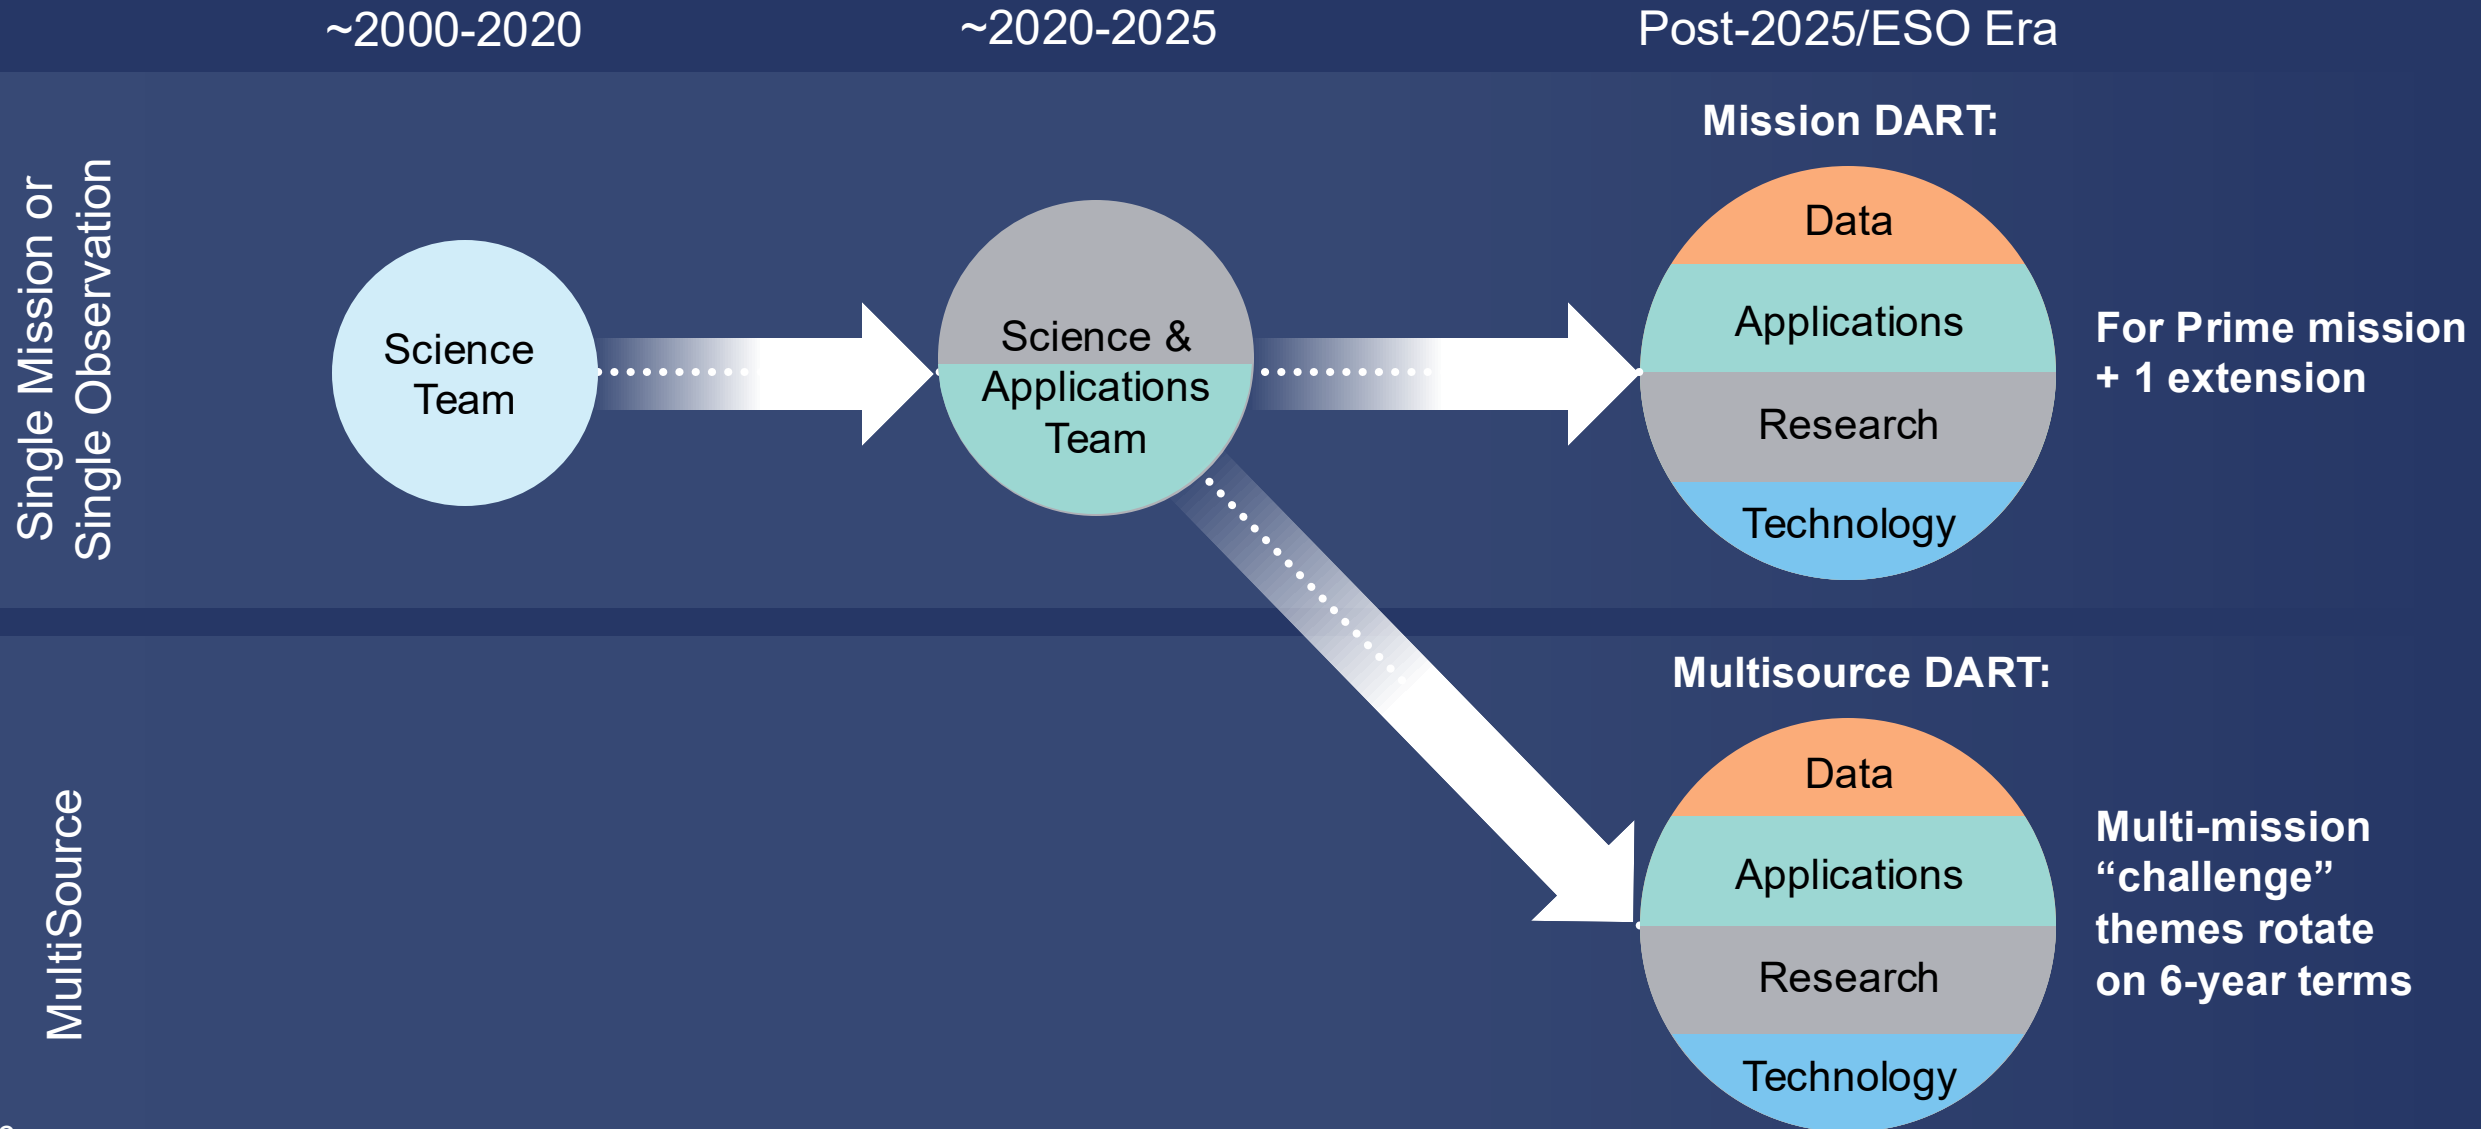 ~2000-2020
~2020-2025
Post-2025/ESO Era
Single Mission or
Single Observation
Science
Team
Science &
Applications
Team
Mission DART:
Data
Applications
Research
Technology
For Prime mission
+ 1 extension
MultiSource
Multisource DART:
Data
Applications
Research
Technology
Multi-mission
“challenge”
themes rotate
on 6-year terms